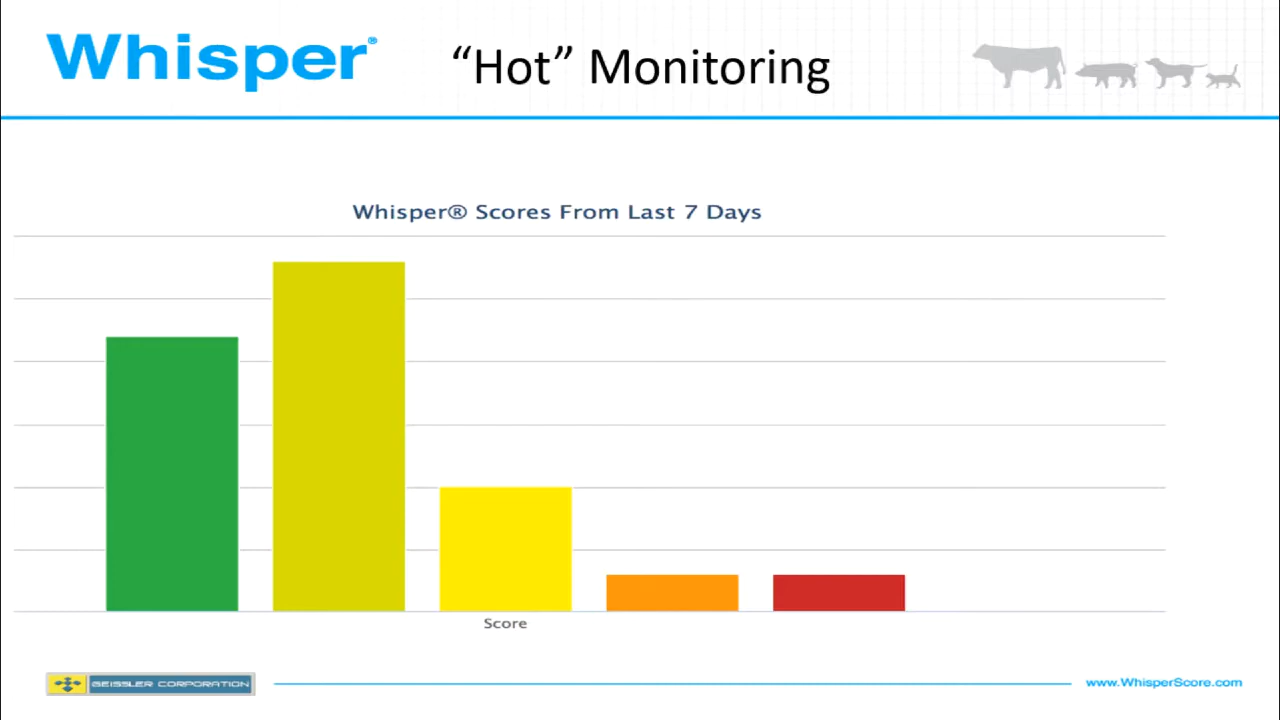 Whisper®
“Hot” Monitoring
Whisper® Scores From Last 7 Days
Score
GEISSLER CORPORATION
www.WhisperScore.com